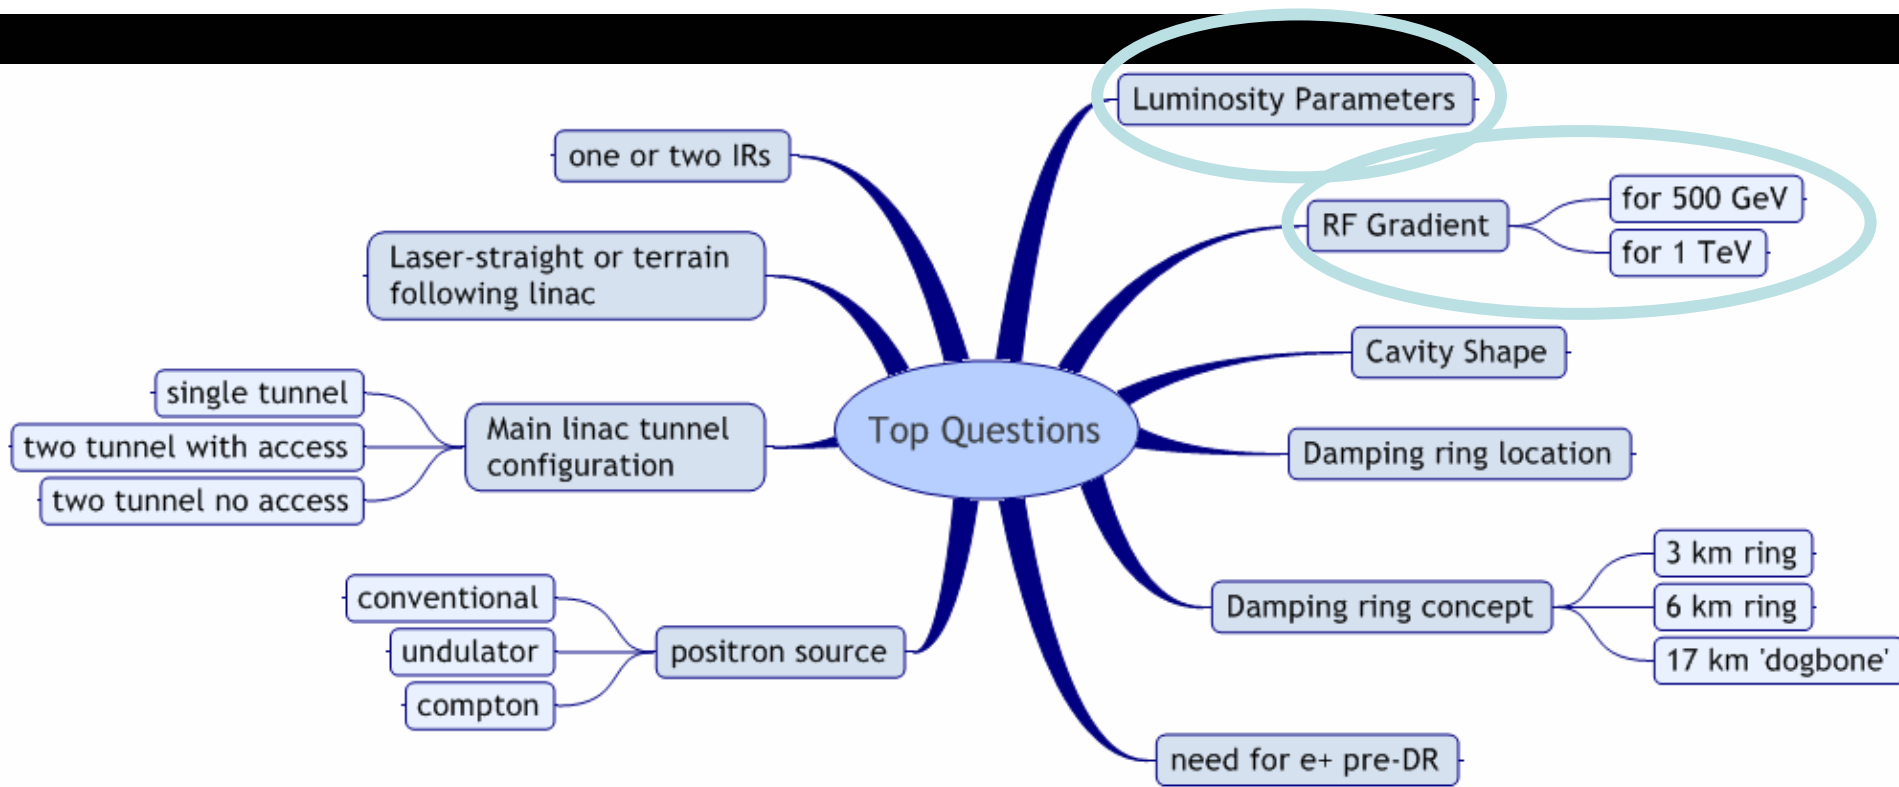 Luminosity Parameters
one or two IRs
for 500 GeV
RF Gradient
for 1 TeV
Laser-straight or terrain
following linac
Cavity Shape
single tunnel
two tunnel with access
two tunnel no access
Main linac tunnel
configuration
Top Questions
Damping ring location
3 km ring
6 km ring
17 km 'dogbone'
Damping ring concept
conventional
undulator
compton
positron source
need for e+ pre-DR